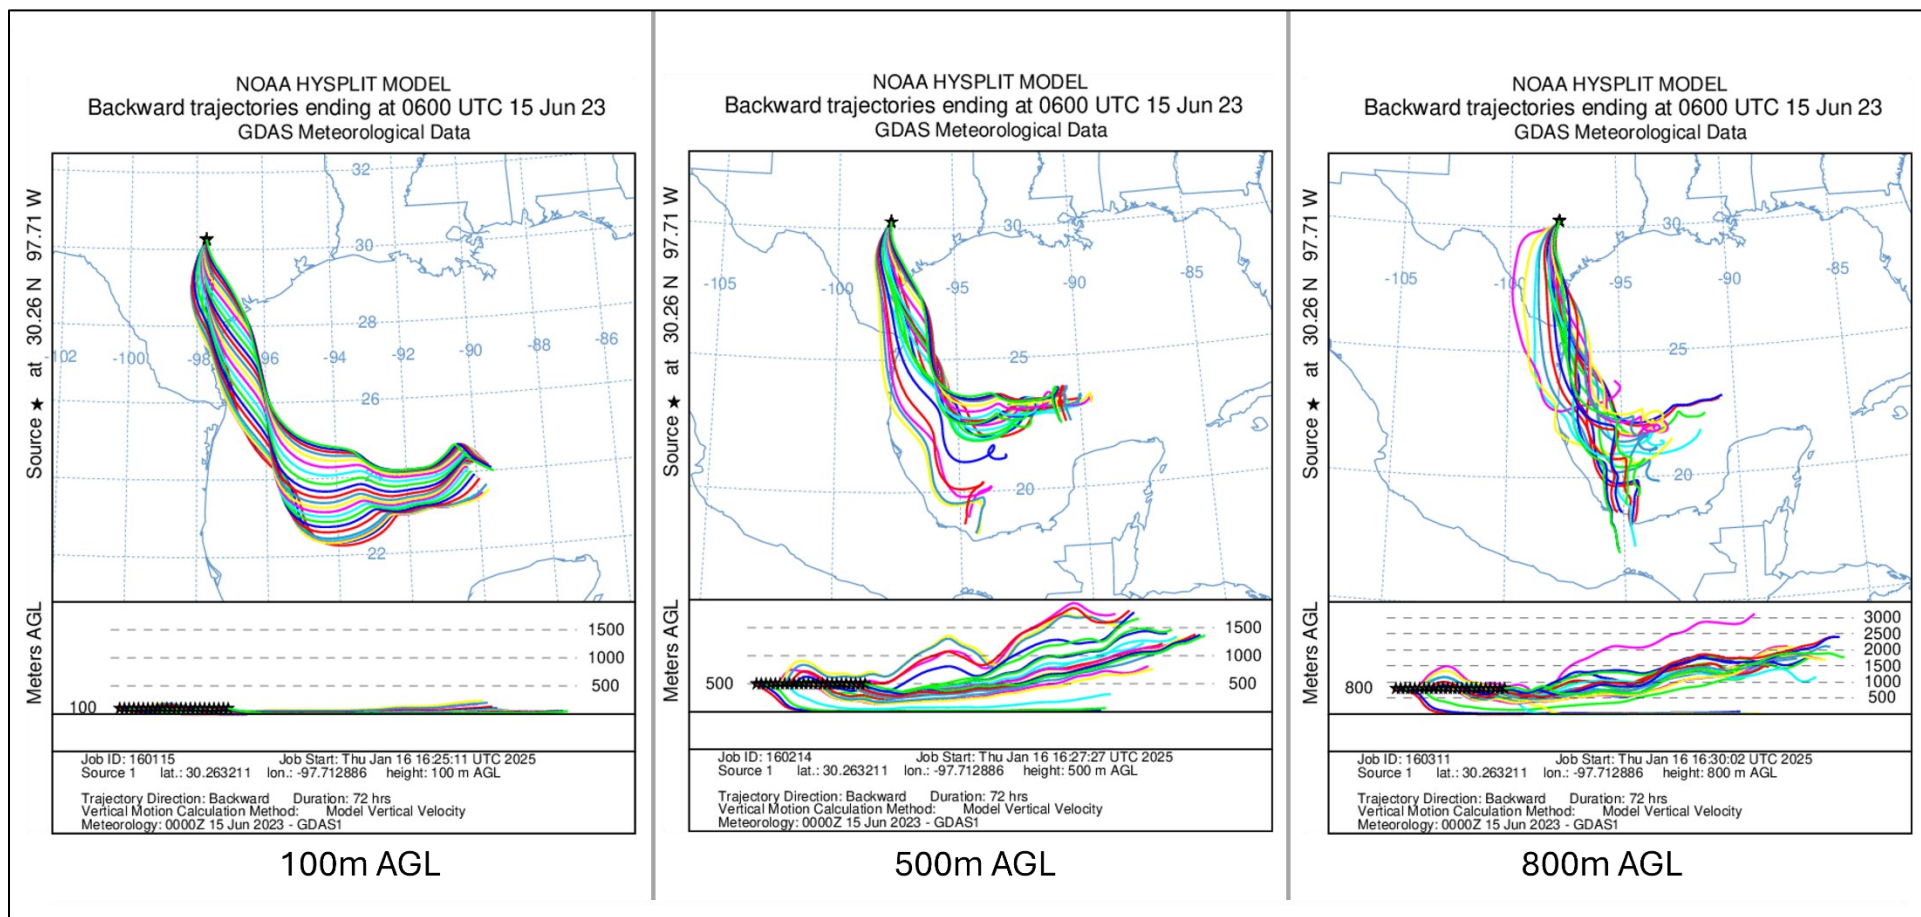 NOAA HYSPLIT MODEL
Backward trajectories ending at 0600 UTC 15 Jun 23
GDAS Meteorological Data
Source ★ at 30.26 N 97.71 W
32
30
28
-102
-100
-98
-96
-94
-92
-90
-88
-86
26
22
Meters AGL
1500
1000
500
100
Job ID: 160115 Job Start: Thu Jan 16 16:25:11 UTC 2025
Source 1 lat.: 30.263211 lon.: -97.712886 height: 100 m AGL
Trajectory Direction: Backward Duration: 72 hrs
Vertical Motion Calculation Method: Model Vertical Velocity
Meteorology: 0000Z 15 Jun 2023 - GDAS1
100m AGL
NOAA HYSPLIT MODEL
Backward trajectories ending at 0600 UTC 15 Jun 23
GDAS Meteorological Data
Source ★ at 30.26 N 97.71 W
30
-105
-100
-95
-90
-85
25
20
Meters AGL
1500
1000
500
500
Job ID: 160214 Job Start: Thu Jan 16 16:27:27 UTC 2025
Source 1 lat.: 30.263211 lon.: -97.712886 height: 500 m AGL
Trajectory Direction: Backward Duration: 72 hrs
Vertical Motion Calculation Method: Model Vertical Velocity
Meteorology: 0000Z 15 Jun 2023 - GDAS1
500m AGL
NOAA HYSPLIT MODEL
Backward trajectories ending at 0600 UTC 15 Jun 23
GDAS Meteorological Data
Source ★ at 30.26 N 97.71 W
30
-105
-100
-95
-90
-85
25
20
Meters AGL
3000
2500
2000
1500
1000
500
800
Job ID: 160311 Job Start: Thu Jan 16 16:30:02 UTC 2025
Source 1 lat.: 30.263211 lon.: -97.712886 height: 800 m AGL
Trajectory Direction: Backward Duration: 72 hrs
Vertical Motion Calculation Method: Model Vertical Velocity
Meteorology: 0000Z 15 Jun 2023 - GDAS1
800m AGL